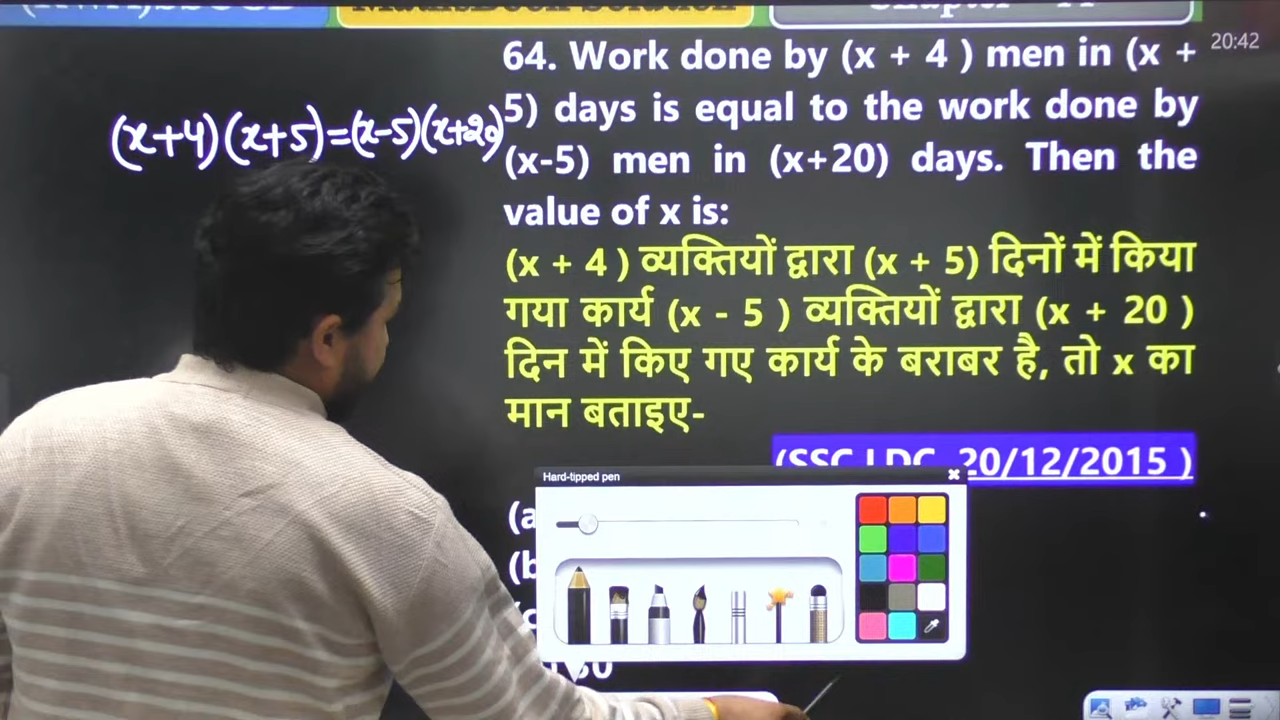 20:42
64. Work done by (x + 4 ) men in (x +
5) days is equal to the work done by
(x-5) men in (x+20) days. Then the
value of x is:
(x+4)(x+5)=(x-5)(x+20)
(x + 4 ) व्यक्तियों द्वारा (x + 5) दिनों में किया
गया कार्य (x - 5 ) व्यक्तियों द्वारा (x + 20 )
दिन में किए गए कार्य के बराबर है, तो x का
मान बताइए-
(SSC LDC 20/12/2015 )
Hard-tipped pen
(a
(b
(c